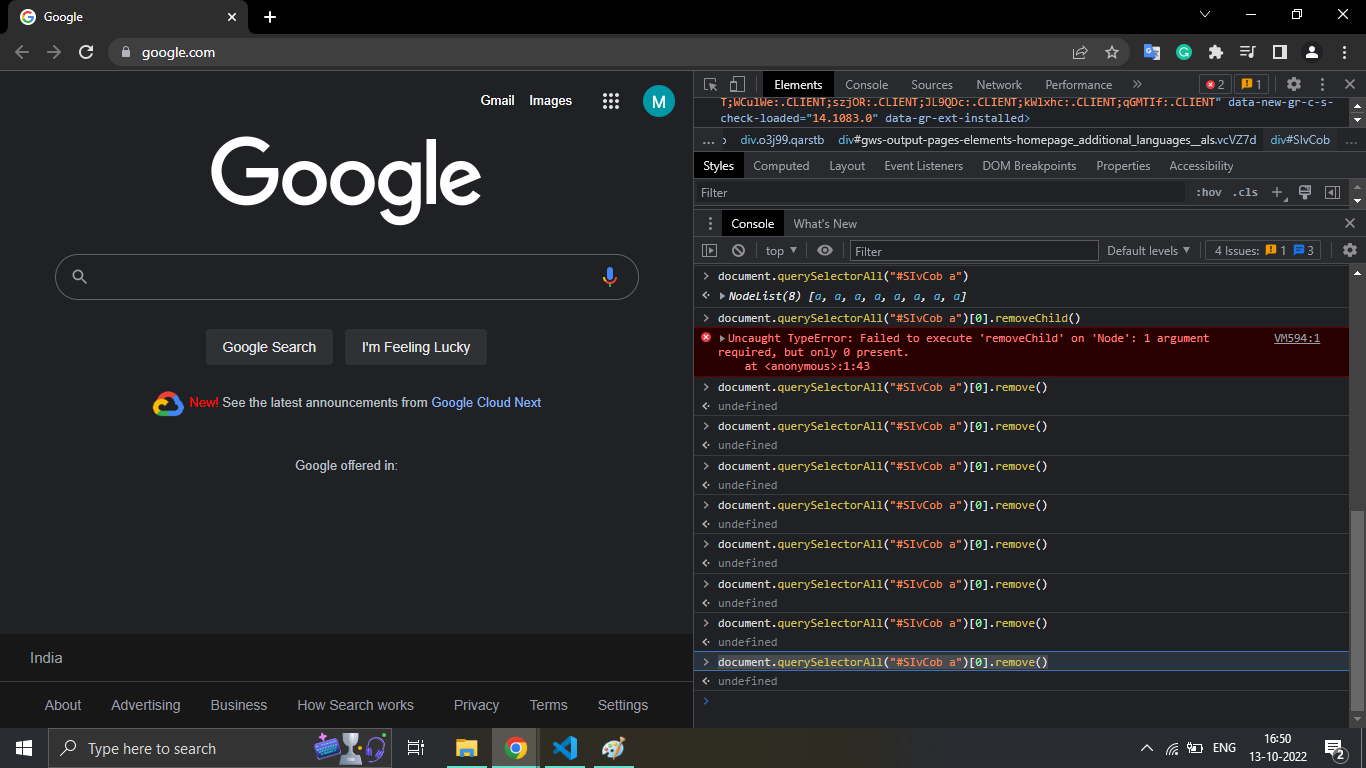 Google
google.com
Gmail
Images
M
Google
Google Search
I'm Feeling Lucky
New! See the latest announcements from Google Cloud Next
Google offered in:
India
About
Advertising
Business
How Search works
Privacy
Terms
Settings
Elements
Console
Sources
Network
Performance
2
1
T;WCulWe:.CLIENT;szjOR:.CLIENT;JL9QDc:.CLIENT;kWlxhc:.CLIENT;qGMTIf:.CLIENT" data-new-gr-c-s-
check-loaded="14.1083.0" data-gr-ext-installed>
... div.o3j99.qarstb div#gws-output-pages-elements-homepage_additional_languages__als.vcVZ7d div#SIvCob ...
Styles
Computed
Layout
Event Listeners
DOM Breakpoints
Properties
Accessibility
Filter
:hov .cls
Console
What's New
top
Filter
Default levels
4 Issues: 1 3
document.querySelectorAll("#SIvCob a")
NodeList(8) [a, a, a, a, a, a, a, a]
document.querySelectorAll("#SIvCob a")[0].removeChild()
Uncaught TypeError: Failed to execute 'removeChild' on 'Node': 1 argument
VM594:1
required, but only 0 present.
at <anonymous>:1:43
document.querySelectorAll("#SIvCob a")[0].remove()
undefined
document.querySelectorAll("#SIvCob a")[0].remove()
undefined
document.querySelectorAll("#SIvCob a")[0].remove()
undefined
document.querySelectorAll("#SIvCob a")[0].remove()
undefined
document.querySelectorAll("#SIvCob a")[0].remove()
undefined
document.querySelectorAll("#SIvCob a")[0].remove()
undefined
document.querySelectorAll("#SIvCob a")[0].remove()
undefined
document.querySelectorAll("#SIvCob a")[0].remove()
undefined
Type here to search
ENG
16:50
13-10-2022
2